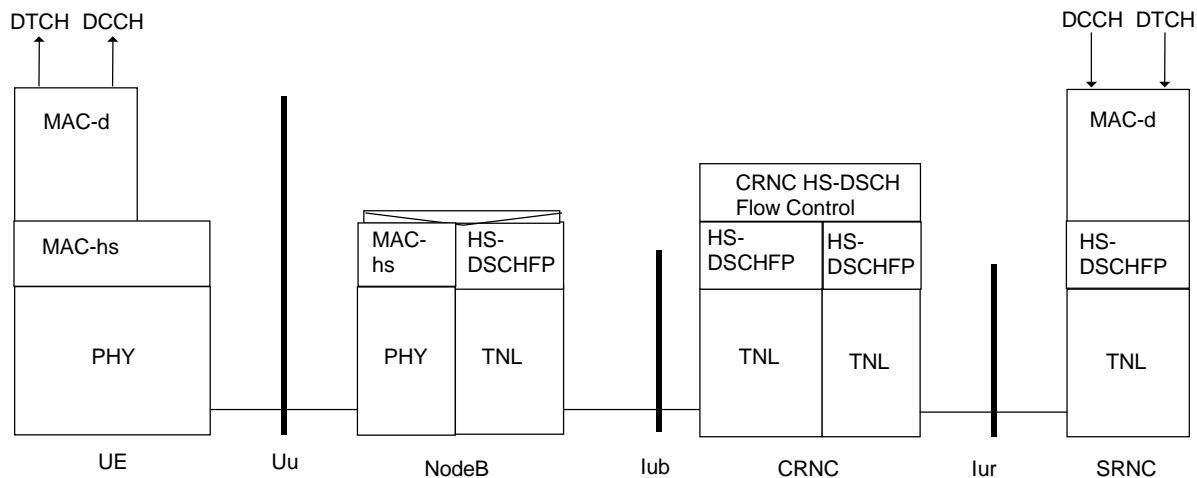 DTCH DCCH
DCCH DTCH
MAC-d
MAC-d
CRNC HS-DSCH
Flow Control
MAC-hs
MAC-
hs
HS-
DSCHFP
HS-
DSCHFP
HS-
DSCHFP
HS-
DSCHFP
PHY
PHY
TNL
TNL
TNL
TNL
UE
Uu
NodeB
Iub
CRNC
Iur
SRNC